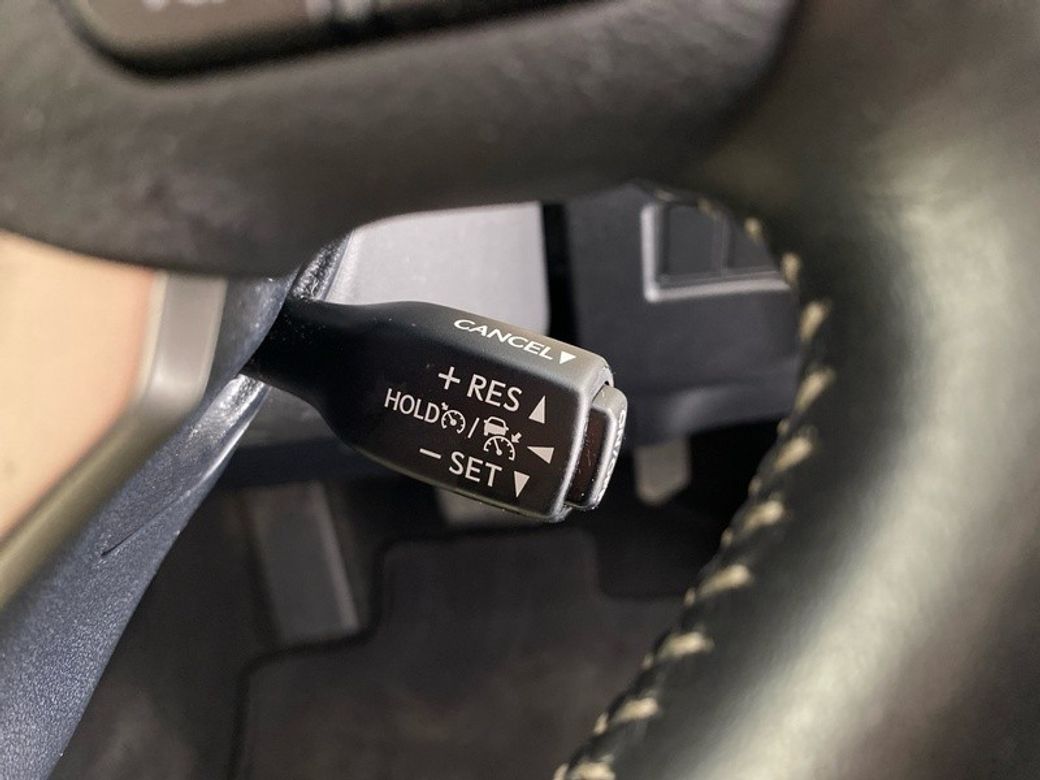 CANCEL▼
+ RES ▲
HOLD /
− SET ▼